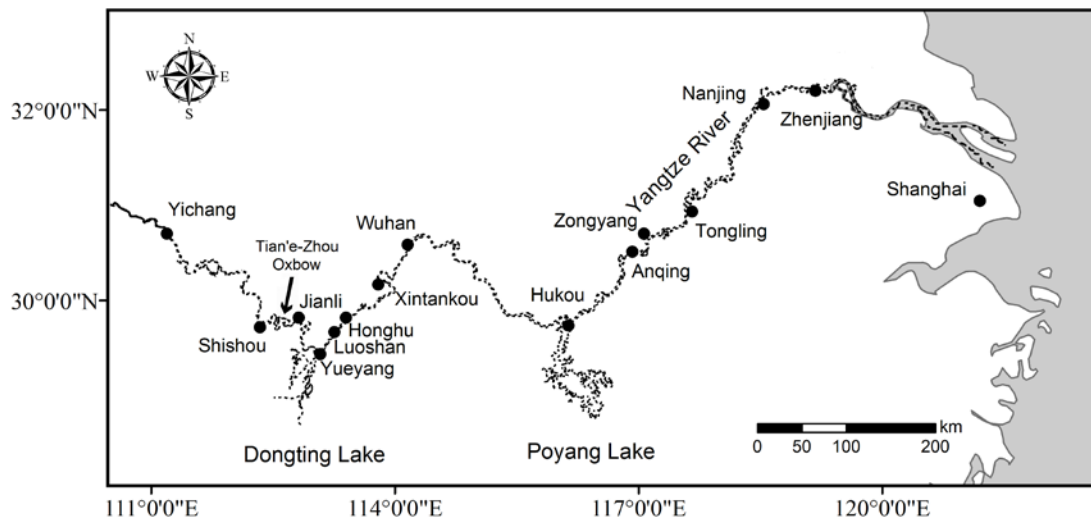 N
W E
S
32°0'0"N
30°0'0"N
Yichang
Tian'e-Zhou
Oxbow
Jianli
Shishou
Wuhan
Xintankou
Honghu
Luoshan
Yueyang
Dongting Lake
Hukou
Poyang Lake
Zongyang
Anqing
Tongling
Yangtze River
Nanjing
Zhenjiang
Shanghai
km
0 50 100 200
111°0'0"E 114°0'0"E 117°0'0"E 120°0'0"E